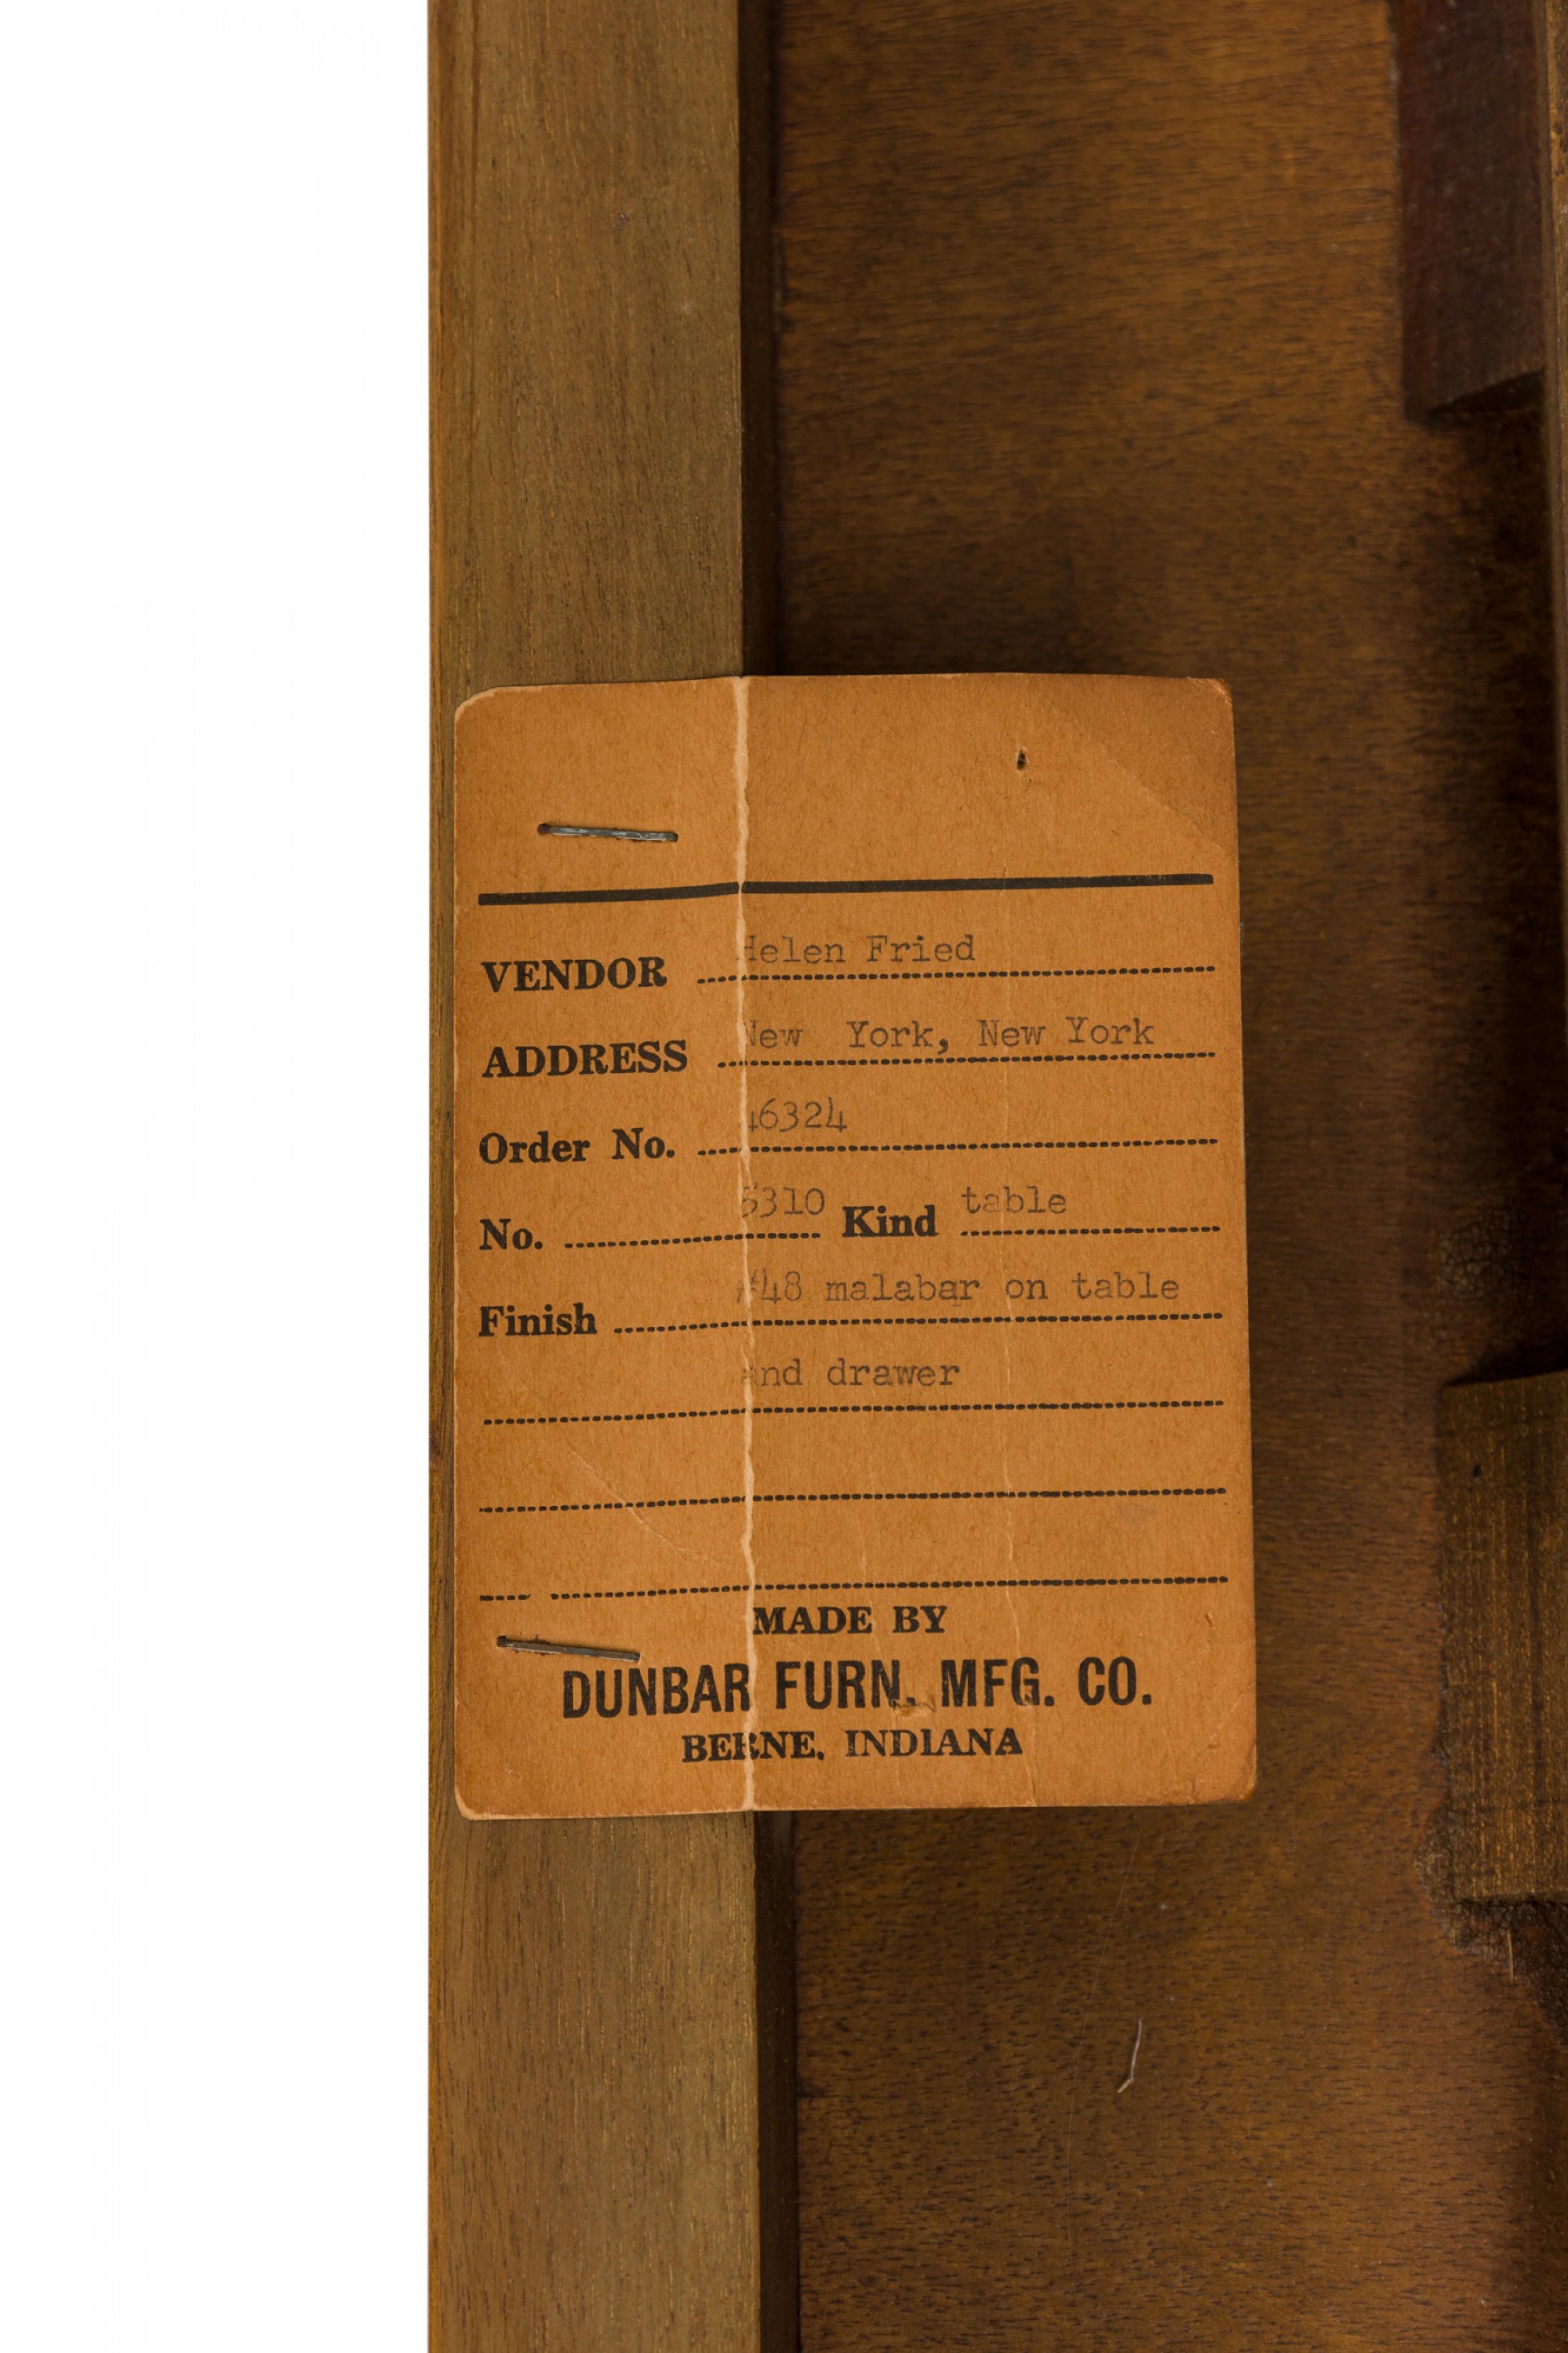 VENDOR Helen Fried
ADDRESS New York, New York
Order No. 46324
No. 5310 Kind table
Finish #48 malabar on table
and drawer
MADE BY
DUNBAR FURN. MFG. CO.
BERNE, INDIANA